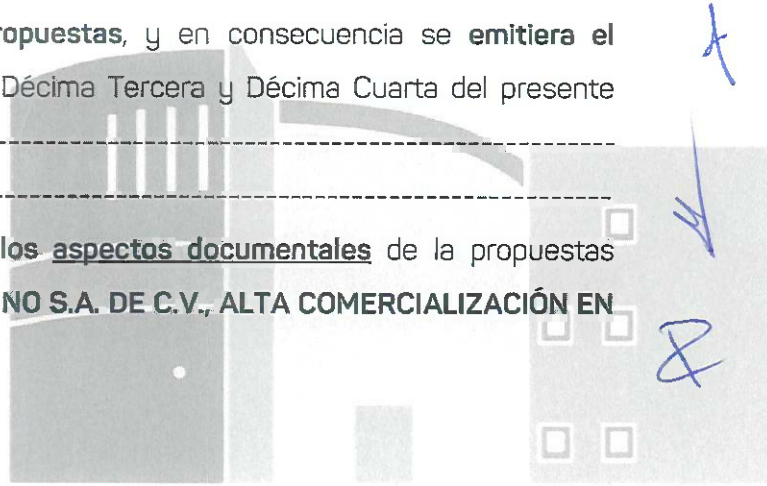 ropuestas, y en consecuencia se emitiera el
Décima Tercera y Décima Cuarta del presente
los aspectos documentales de la propuestas
NO S.A. DE C.V., ALTA COMERCIALIZACIÓN EN